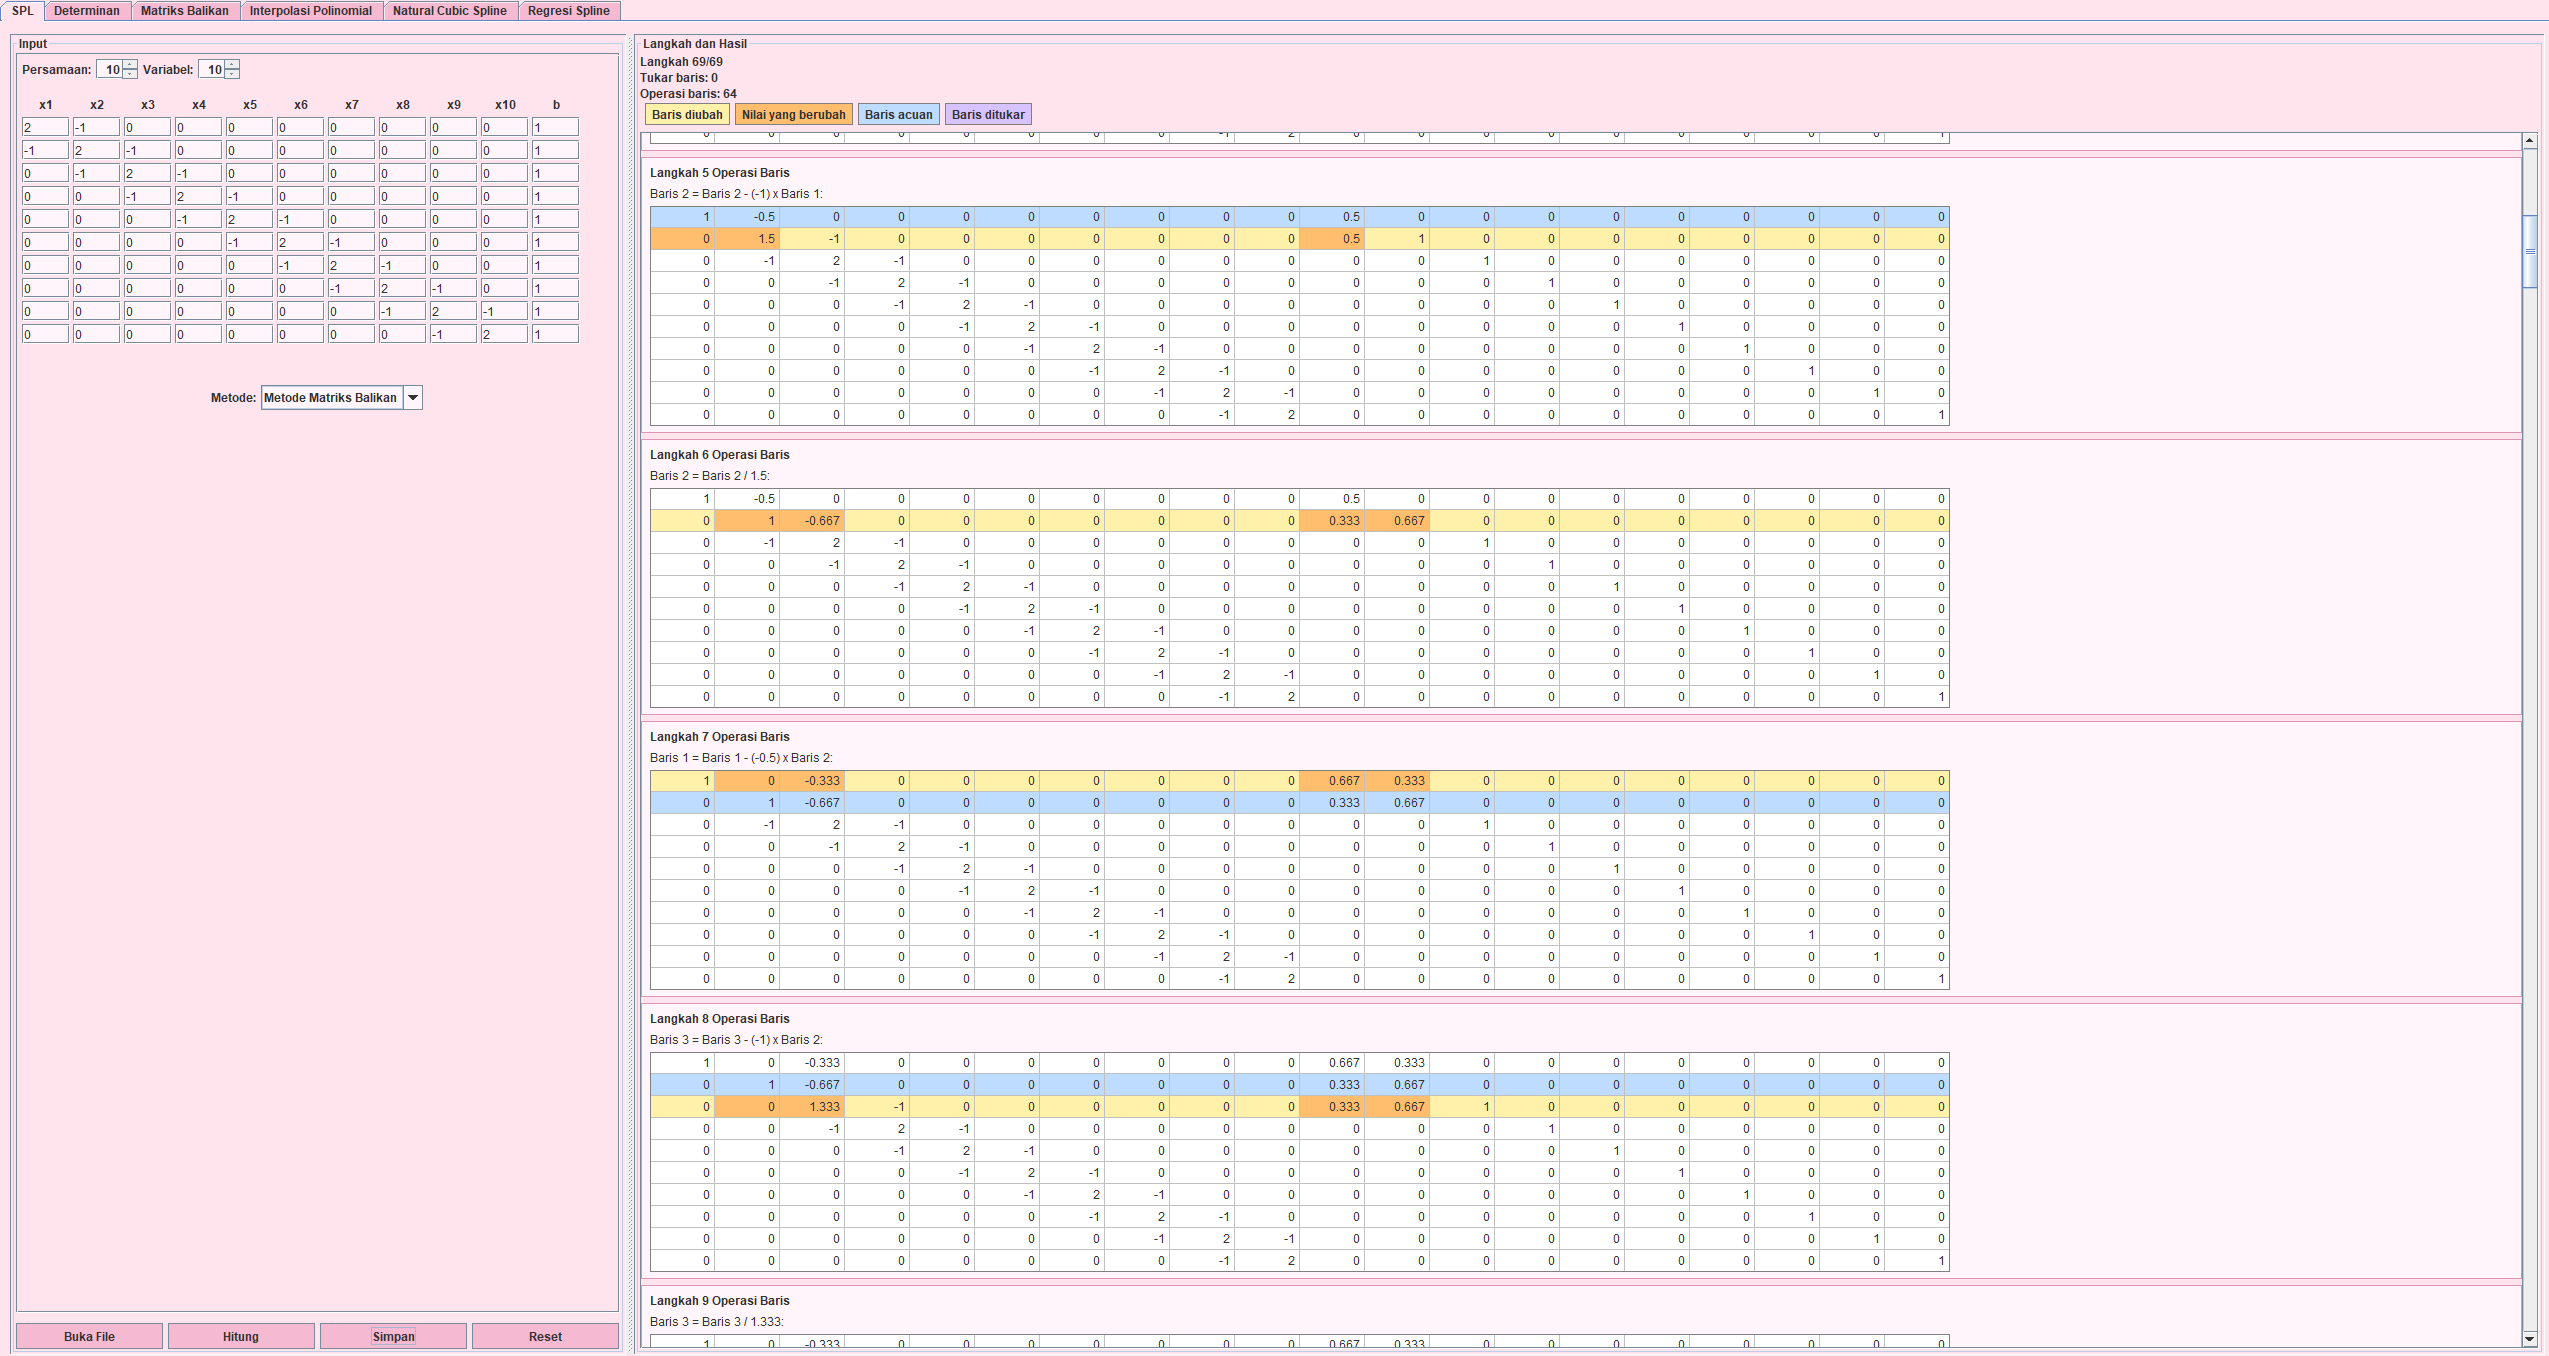 SPL Determinan Matriks Balikan Interpolasi Polinomial Natural Cubic Spline Regresi Spline
Input
Persamaan: 10 Variabel: 10
x1 x2 x3 x4 x5 x6 x7 x8 x9 x10 b
2 -1 0 0 0 0 0 0 0 0 1
-1 2 -1 0 0 0 0 0 0 0 1
0 -1 2 -1 0 0 0 0 0 0 1
0 0 -1 2 -1 0 0 0 0 0 1
0 0 0 -1 2 -1 0 0 0 0 1
0 0 0 0 -1 2 -1 0 0 0 1
0 0 0 0 0 -1 2 -1 0 0 1
0 0 0 0 0 0 -1 2 -1 0 1
0 0 0 0 0 0 0 -1 2 -1 1
0 0 0 0 0 0 0 0 -1 2 1
Metode: Metode Matriks Balikan
Buka File Hitung Simpan Reset
Langkah dan Hasil
Langkah 69/69
Tukar baris: 0
Operasi baris: 64
Baris diubah Nilai yang berubah Baris acuan Baris ditukar
0 0 0 0 0 0 0 0 -1 2 0 0 0 0 0 0 0 0 0 1
Langkah 5 Operasi Baris
Baris 2 = Baris 2 - (-1) x Baris 1:
1 -0.5 0 0 0 0 0 0 0 0 0.5 0 0 0 0 0 0 0 0 0
0 1.5 -1 0 0 0 0 0 0 0 0.5 1 0 0 0 0 0 0 0 0
0 -1 2 -1 0 0 0 0 0 0 0 0 1 0 0 0 0 0 0 0
0 0 -1 2 -1 0 0 0 0 0 0 0 0 1 0 0 0 0 0 0
0 0 0 -1 2 -1 0 0 0 0 0 0 0 0 1 0 0 0 0 0
0 0 0 0 -1 2 -1 0 0 0 0 0 0 0 0 1 0 0 0 0
0 0 0 0 0 -1 2 -1 0 0 0 0 0 0 0 0 1 0 0 0
0 0 0 0 0 0 -1 2 -1 0 0 0 0 0 0 0 0 1 0 0
0 0 0 0 0 0 0 -1 2 -1 0 0 0 0 0 0 0 0 1 0
0 0 0 0 0 0 0 0 -1 2 0 0 0 0 0 0 0 0 0 1
Langkah 6 Operasi Baris
Baris 2 = Baris 2 / 1.5:
1 -0.5 0 0 0 0 0 0 0 0 0.5 0 0 0 0 0 0 0 0 0
0 1 -0.667 0 0 0 0 0 0 0 0.333 0.667 0 0 0 0 0 0 0 0
0 -1 2 -1 0 0 0 0 0 0 0 0 1 0 0 0 0 0 0 0
0 0 -1 2 -1 0 0 0 0 0 0 0 0 1 0 0 0 0 0 0
0 0 0 -1 2 -1 0 0 0 0 0 0 0 0 1 0 0 0 0 0
0 0 0 0 -1 2 -1 0 0 0 0 0 0 0 0 1 0 0 0 0
0 0 0 0 0 -1 2 -1 0 0 0 0 0 0 0 0 1 0 0 0
0 0 0 0 0 0 -1 2 -1 0 0 0 0 0 0 0 0 1 0 0
0 0 0 0 0 0 0 -1 2 -1 0 0 0 0 0 0 0 0 1 0
0 0 0 0 0 0 0 0 -1 2 0 0 0 0 0 0 0 0 0 1
Langkah 7 Operasi Baris
Baris 1 = Baris 1 - (-0.5) x Baris 2:
1 0 -0.333 0 0 0 0 0 0 0 0.667 0.333 0 0 0 0 0 0 0 0
0 1 -0.667 0 0 0 0 0 0 0 0.333 0.667 0 0 0 0 0 0 0 0
0 -1 2 -1 0 0 0 0 0 0 0 0 1 0 0 0 0 0 0 0
0 0 -1 2 -1 0 0 0 0 0 0 0 0 1 0 0 0 0 0 0
0 0 0 -1 2 -1 0 0 0 0 0 0 0 0 1 0 0 0 0 0
0 0 0 0 -1 2 -1 0 0 0 0 0 0 0 0 1 0 0 0 0
0 0 0 0 0 -1 2 -1 0 0 0 0 0 0 0 0 1 0 0 0
0 0 0 0 0 0 -1 2 -1 0 0 0 0 0 0 0 0 1 0 0
0 0 0 0 0 0 0 -1 2 -1 0 0 0 0 0 0 0 0 1 0
0 0 0 0 0 0 0 0 -1 2 0 0 0 0 0 0 0 0 0 1
Langkah 8 Operasi Baris
Baris 3 = Baris 3 - (-1) x Baris 2:
1 0 -0.333 0 0 0 0 0 0 0 0.667 0.333 0 0 0 0 0 0 0 0
0 1 -0.667 0 0 0 0 0 0 0 0.333 0.667 0 0 0 0 0 0 0 0
0 0 1.333 -1 0 0 0 0 0 0 0.333 0.667 1 0 0 0 0 0 0 0
0 0 -1 2 -1 0 0 0 0 0 0 0 0 1 0 0 0 0 0 0
0 0 0 -1 2 -1 0 0 0 0 0 0 0 0 1 0 0 0 0 0
0 0 0 0 -1 2 -1 0 0 0 0 0 0 0 0 1 0 0 0 0
0 0 0 0 0 -1 2 -1 0 0 0 0 0 0 0 0 1 0 0 0
0 0 0 0 0 0 -1 2 -1 0 0 0 0 0 0 0 0 1 0 0
0 0 0 0 0 0 0 -1 2 -1 0 0 0 0 0 0 0 0 1 0
0 0 0 0 0 0 0 0 -1 2 0 0 0 0 0 0 0 0 0 1
Langkah 9 Operasi Baris
Baris 3 = Baris 3 / 1.333:
1 0 -0.333 0 0 0 0 0 0 0 0.667 0.333 0 0 0 0 0 0 0 0